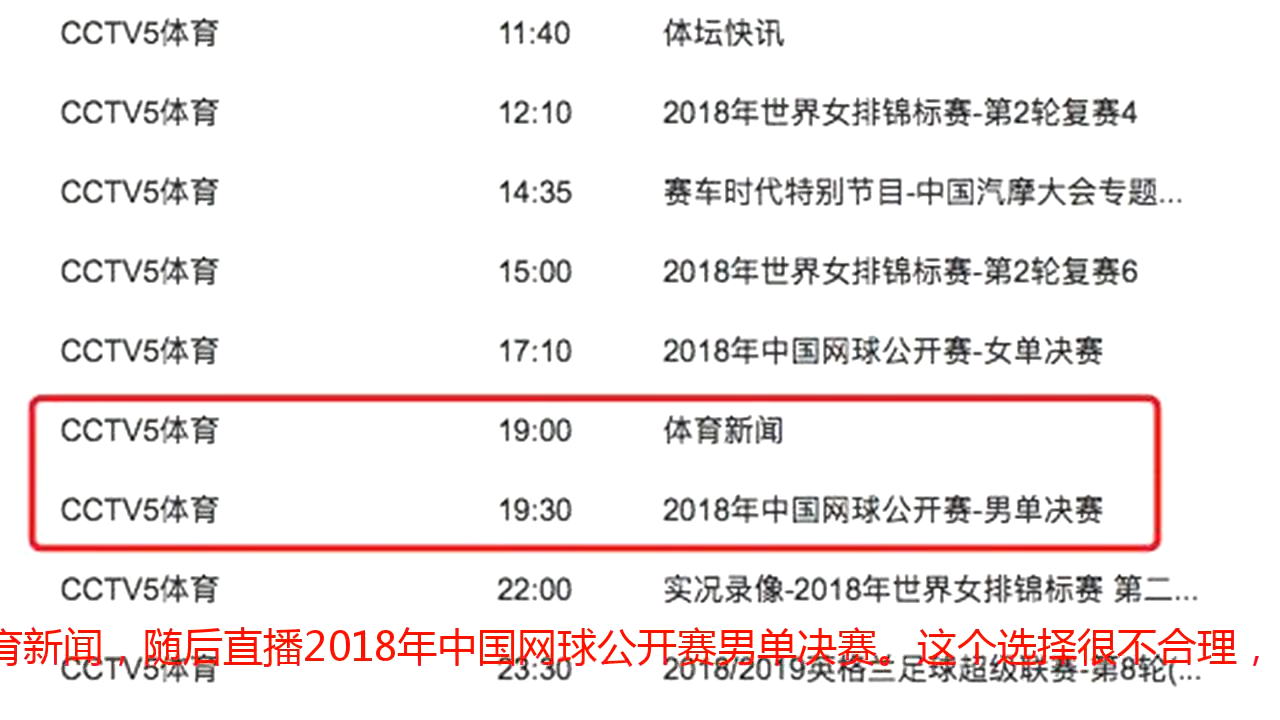 CCTV5体育 11:40 体坛快讯
CCTV5体育 12:10 2018年世界女排锦标赛-第2轮复赛4
CCTV5体育 14:35 赛车时代特别节目-中国汽摩大会专题...
CCTV5体育 15:00 2018年世界女排锦标赛-第2轮复赛6
CCTV5体育 17:10 2018年中国网球公开赛-女单决赛
CCTV5体育 19:00 体育新闻
CCTV5体育 19:30 2018年中国网球公开赛-男单决赛
CCTV5体育 22:00 实况录像-2018年世界女排锦标赛 第二...
育新闻，随后直播2018年中国网球公开赛男单决赛。这个选择很不合理，
CCTV5体育 23:30 2018/2019英格兰足球超级联赛-第8轮(...